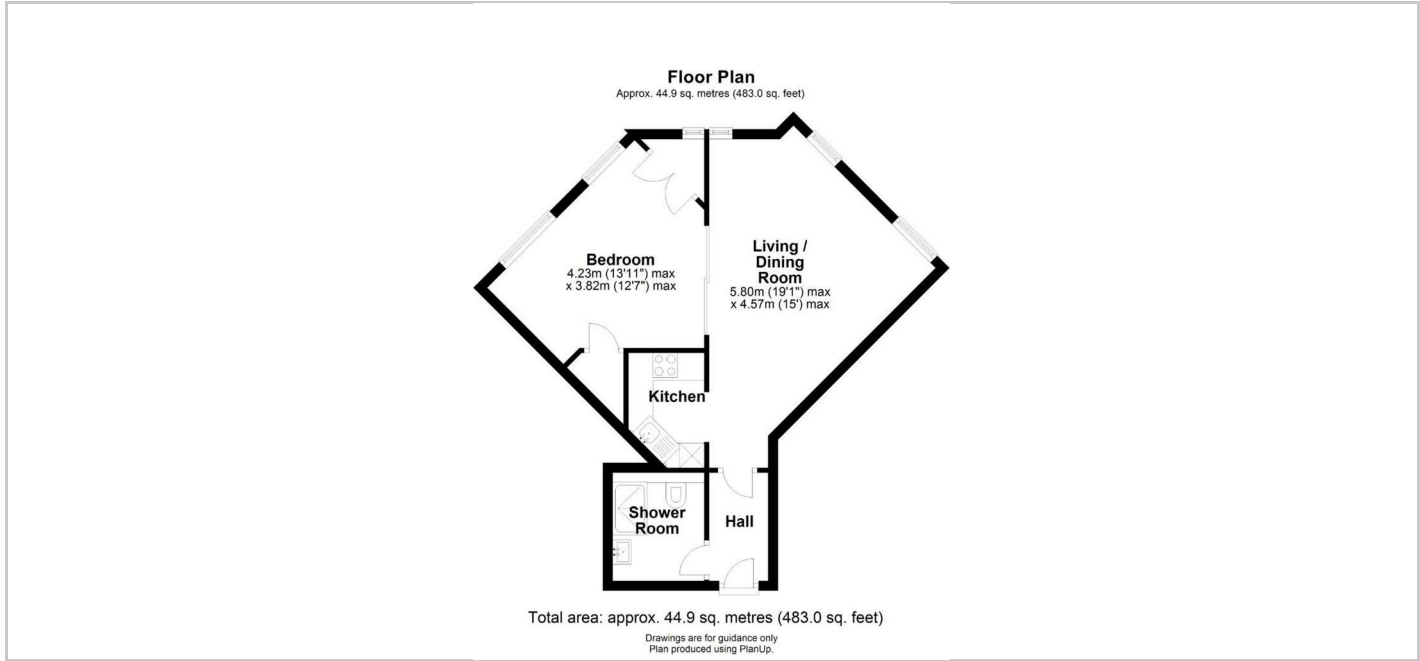 Floor Plan
Approx. 44.9 sq. metres (483.0 sq. feet)
Living /
Dining
Room
5.80m (19'1") max
x 4.57m (15') max
Bedroom
4.23m (13'11") max
x 3.82m (12'7") max
Kitchen
Shower
Room
Hall
Total area: approx. 44.9 sq. metres (483.0 sq. feet)
Drawings are for guidance only
Plan produced using PlanUp.